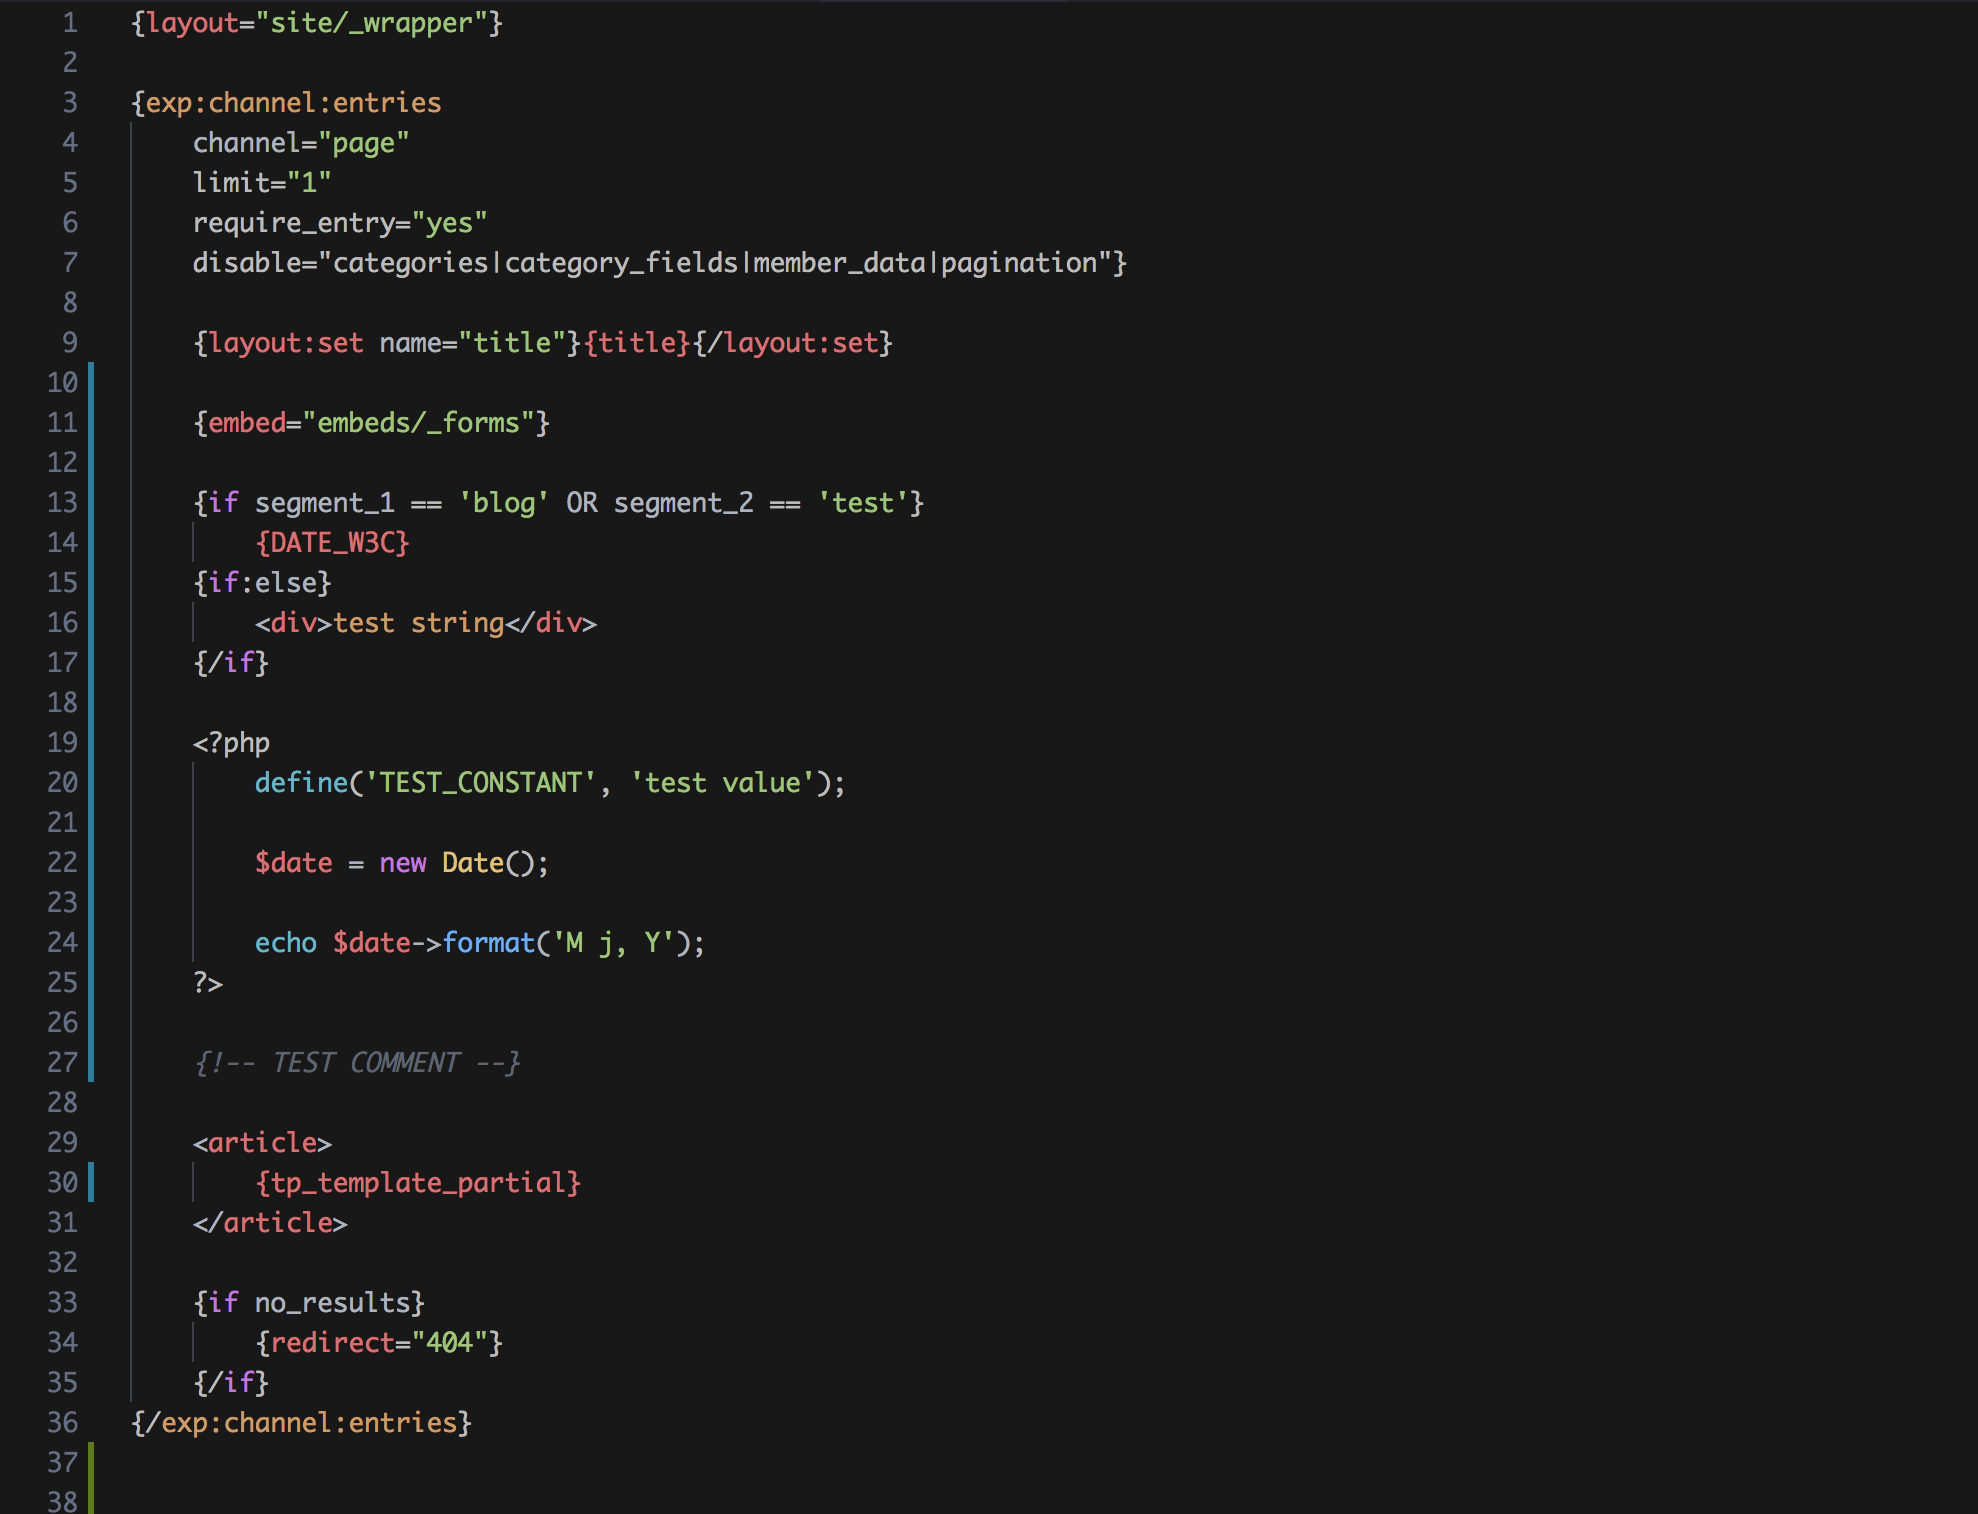 1 {layout="site/_wrapper"}
2
3 {exp:channel:entries
4     channel="page"
5     limit="1"
6     require_entry="yes"
7     disable="categories|category_fields|member_data|pagination"}
8
9     {layout:set name="title"}{title}{/layout:set}
10
11     {embed="embeds/_forms"}
12
13     {if segment_1 == 'blog' OR segment_2 == 'test'}
14         {DATE_W3C}
15     {if:else}
16         <div>test string</div>
17     {/if}
18
19     <?php
20         define('TEST_CONSTANT', 'test value');
21
22         $date = new Date();
23
24         echo $date->format('M j, Y');
25     ?>
26
27     {!-- TEST COMMENT --}
28
29     <article>
30         {tp_template_partial}
31     </article>
32
33     {if no_results}
34         {redirect="404"}
35     {/if}
36 {/exp:channel:entries}
37
38